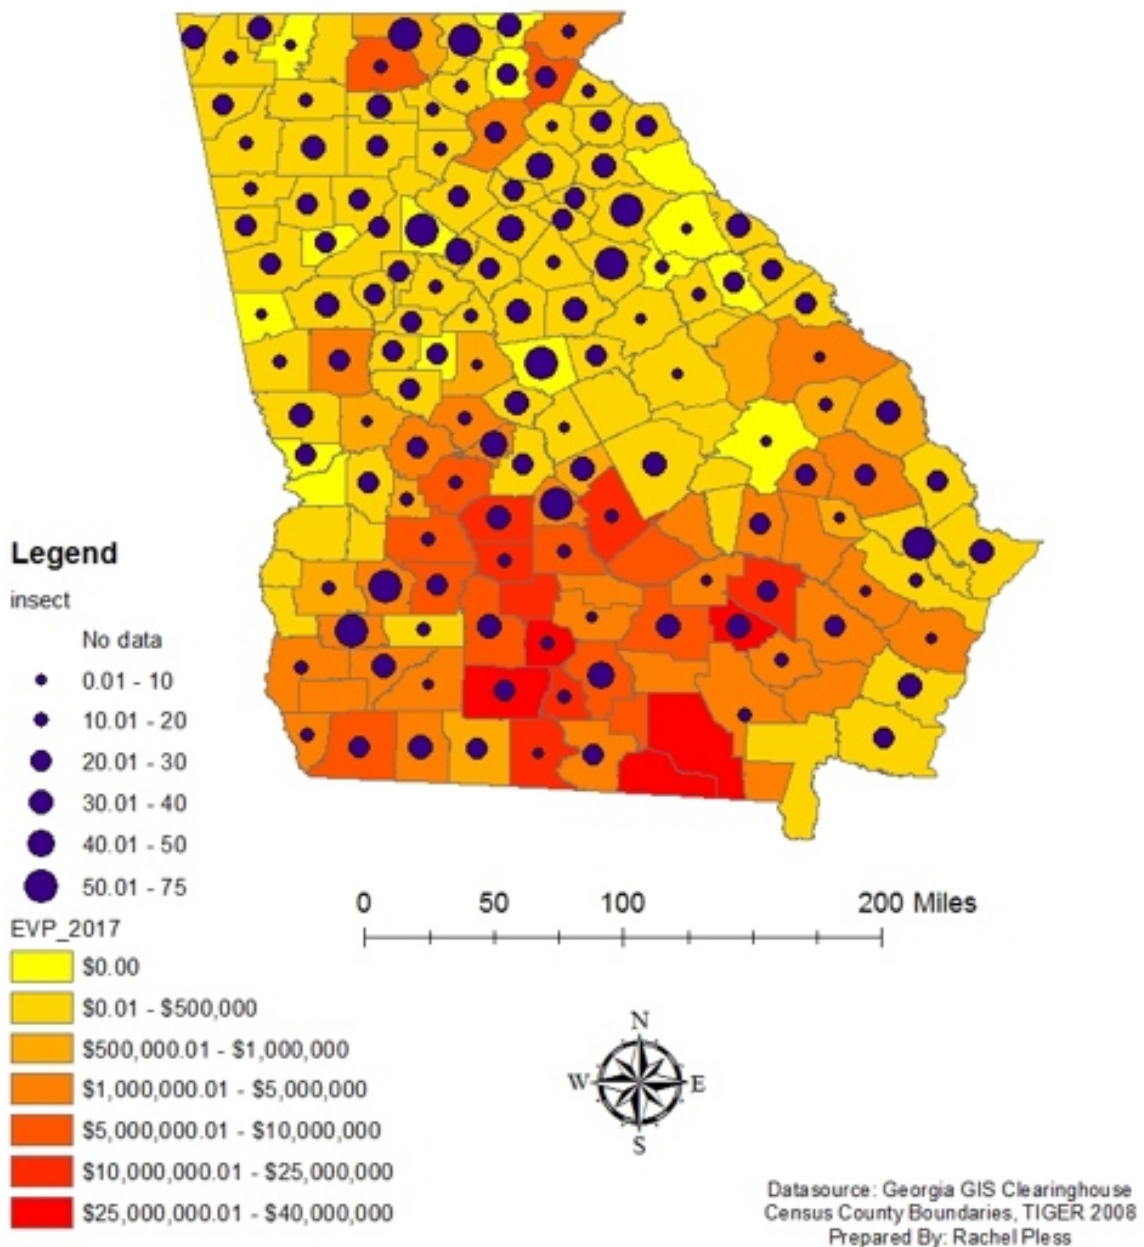 Legend
insect
No data
0.01 - 10
10.01 - 20
20.01 - 30
30.01 - 40
40.01 - 50
50.01 - 75
EVP_2017
$0.00
$0.01 - $500,000
$500,000.01 - $1,000,000
$1,000,000.01 - $5,000,000
$5,000,000.01 - $10,000,000
$10,000,000.01 - $25,000,000
$25,000,000.01 - $40,000,000
0 50 100 200 Miles
N
W E
S
Datasource: Georgia GIS Clearinghouse
Census County Boundaries, TIGER 2008
Prepared By: Rachel Pless